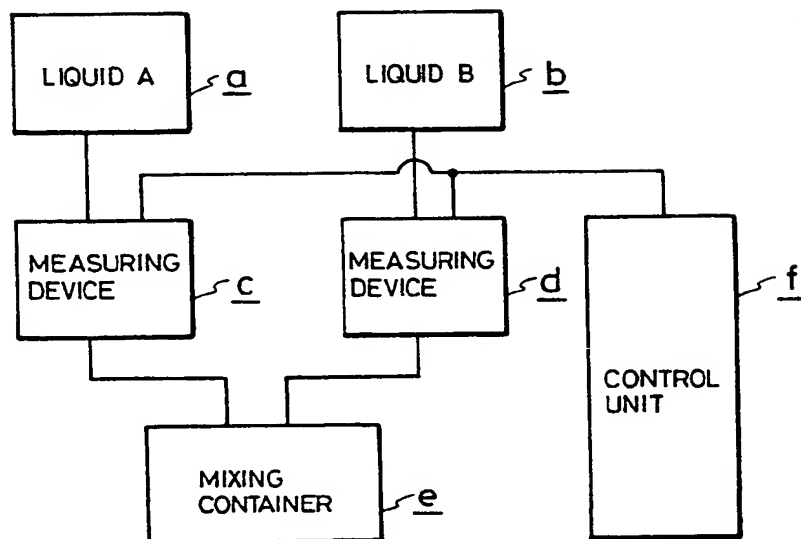 LIQUID A
a
LIQUID B
b
MEASURING
DEVICE
c
MEASURING
DEVICE
d
CONTROL
UNIT
f
MIXING
CONTAINER
e